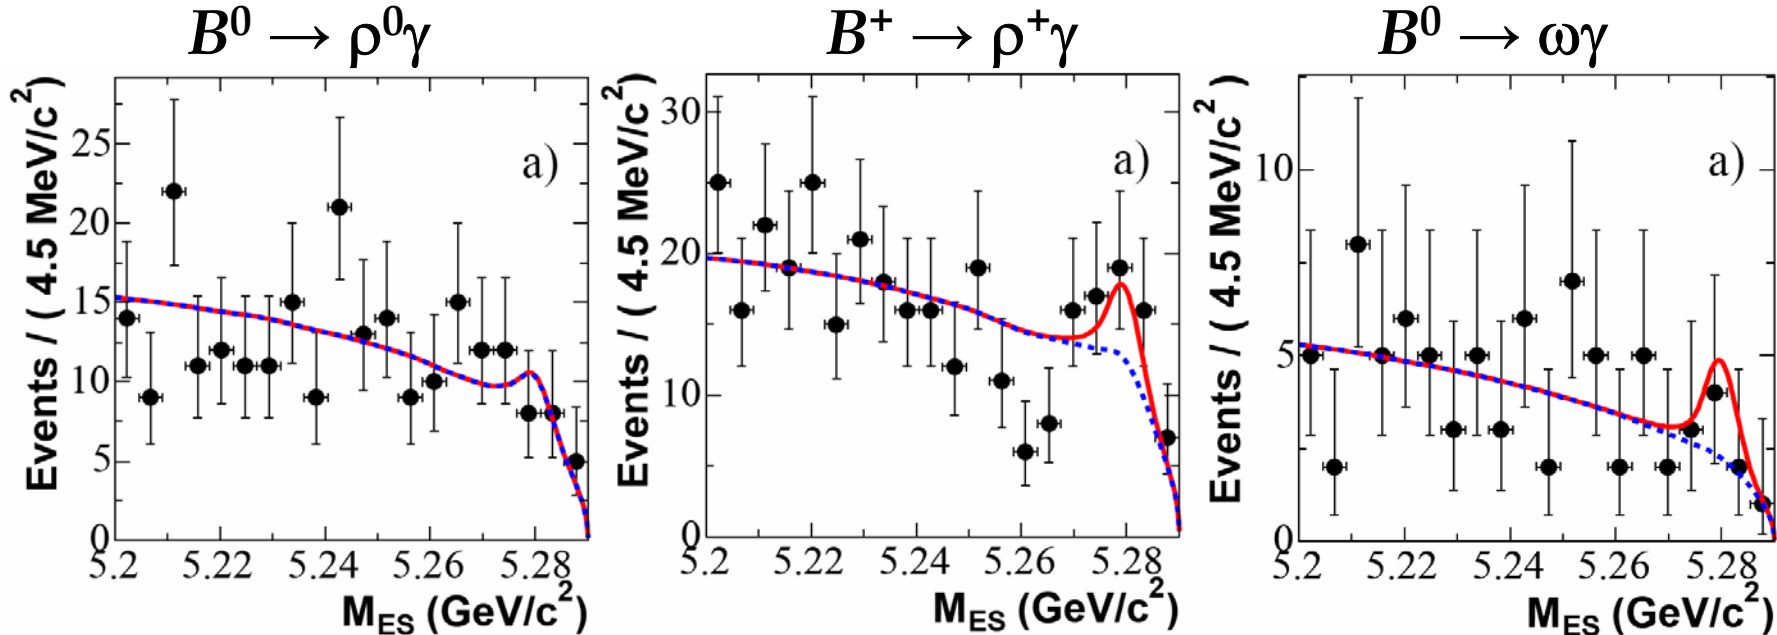 B⁰ → ρ⁰γ
Events / ( 4.5 MeV/c²)
25
20
15
10
5
0
a)
5.2 5.22 5.24 5.26 5.28
M_ES (GeV/c²)
B⁺ → ρ⁺γ
Events / ( 4.5 MeV/c²)
30
20
10
0
a)
5.2 5.22 5.24 5.26 5.28
M_ES (GeV/c²)
B⁰ → ωγ
Events / ( 4.5 MeV/c²)
10
5
0
a)
5.2 5.22 5.24 5.26 5.28
M_ES (GeV/c²)